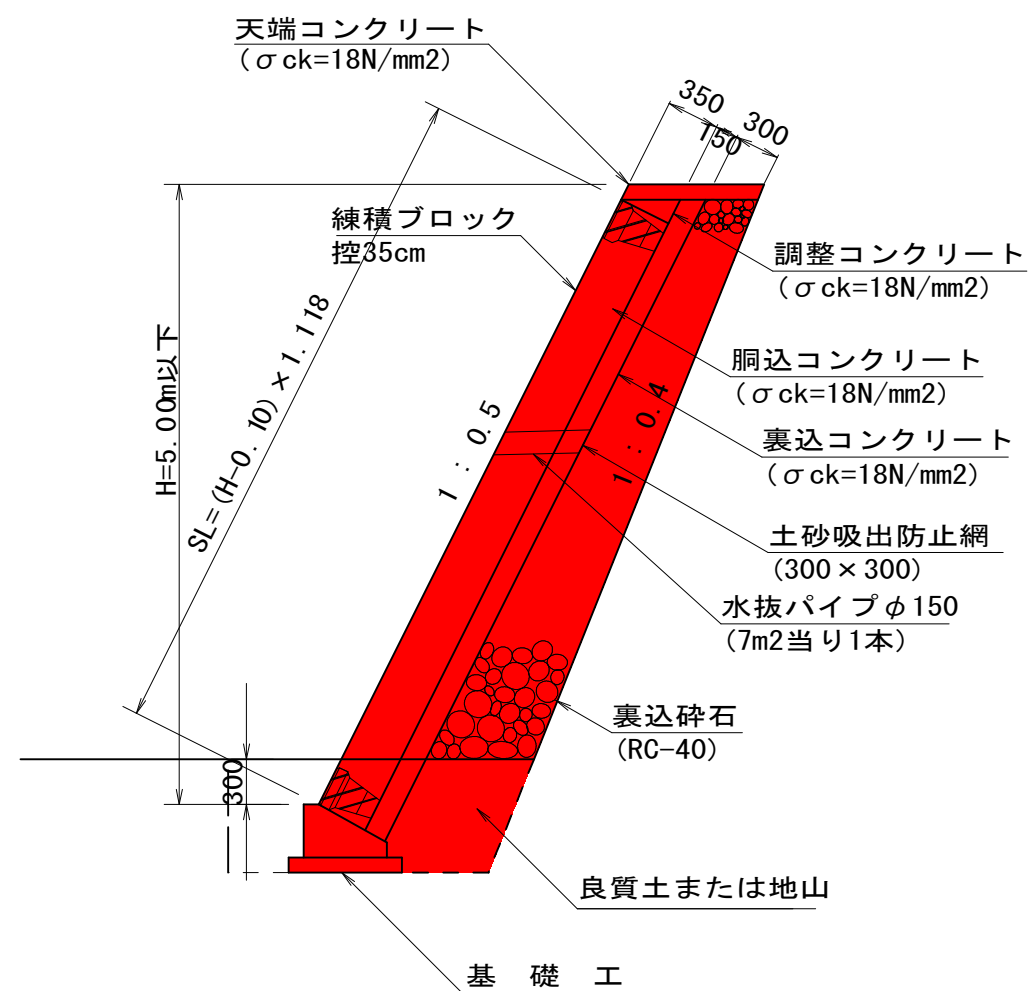 天端コンクリート
(σck=18N/mm2)
350
150
300
練積ブロック
控35cm
調整コンクリート
(σck=18N/mm2)
H=5.00m以下
SL=(H-0.10)×1.118
胴込コンクリート
(σck=18N/mm2)
1:0.5
1:0.4
裏込コンクリート
(σck=18N/mm2)
土砂吸出防止網
(300×300)
水抜パイプφ150
(7m2当り1本)
裏込砕石
(RC-40)
300
良質土または地山
基 礎 工